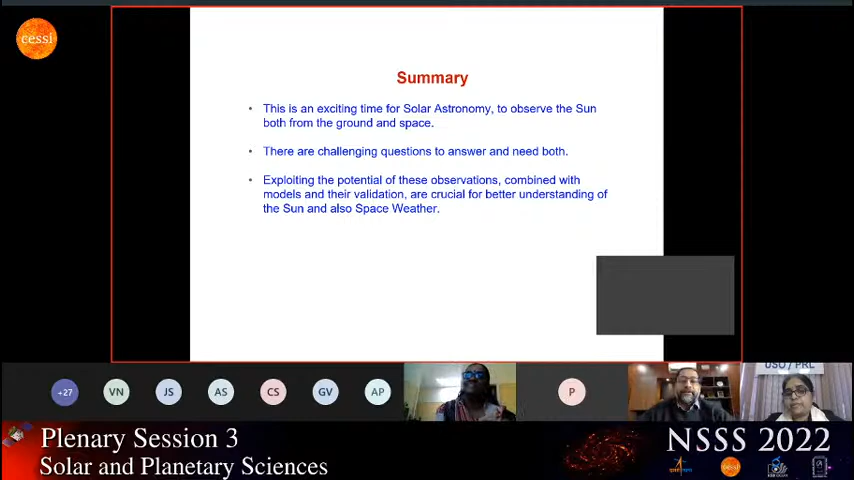 cessi
Summary
• This is an exciting time for Solar Astronomy, to observe the Sun
both from the ground and space.
• There are challenging questions to answer and need both.
• Exploiting the potential of these observations, combined with
models and their validation, are crucial for better understanding of
the Sun and also Space Weather.
USO / PRL
+27
VN
JS
AS
CS
GV
AP
P
Plenary Session 3
Solar and Planetary Sciences
NSSS 2022
cessi